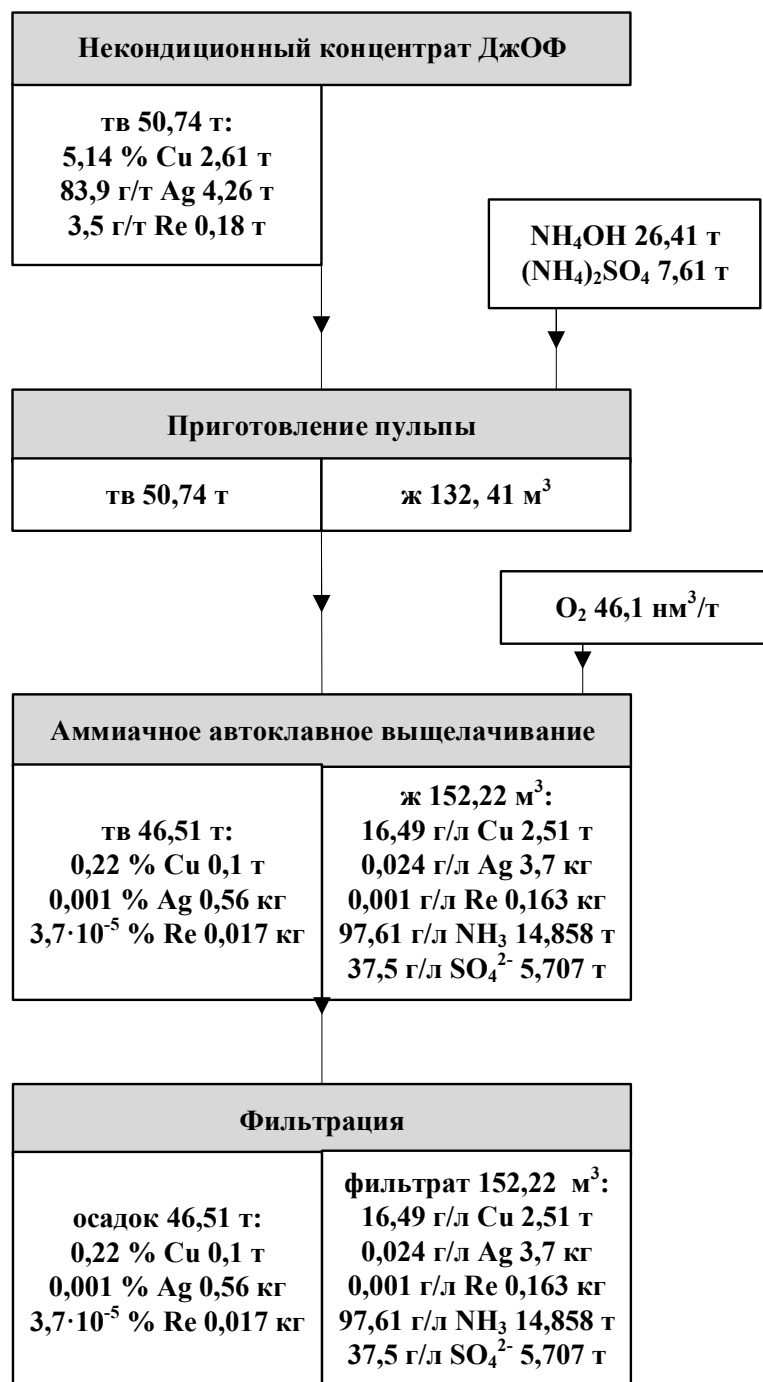 Некондиционный концентрат ДжОФ
тв 50,74 т:
5,14 % Cu 2,61 т
83,9 г/т Ag 4,26 т
3,5 г/т Re 0,18 т
NH₄OH 26,41 т
(NH₄)₂SO₄ 7,61 т
Приготовление пульпы
тв 50,74 т
ж 132, 41 м³
O₂ 46,1 нм³/т
Аммиачное автоклавное выщелачивание
тв 46,51 т:
0,22 % Cu 0,1 т
0,001 % Ag 0,56 кг
3,7·10⁻⁵ % Re 0,017 кг
ж 152,22 м³:
16,49 г/л Cu 2,51 т
0,024 г/л Ag 3,7 кг
0,001 г/л Re 0,163 кг
97,61 г/л NH₃ 14,858 т
37,5 г/л SO₄²⁻ 5,707 т
Фильтрация
осадок 46,51 т:
0,22 % Cu 0,1 т
0,001 % Ag 0,56 кг
3,7·10⁻⁵ % Re 0,017 кг
фильтрат 152,22 м³:
16,49 г/л Cu 2,51 т
0,024 г/л Ag 3,7 кг
0,001 г/л Re 0,163 кг
97,61 г/л NH₃ 14,858 т
37,5 г/л SO₄²⁻ 5,707 т